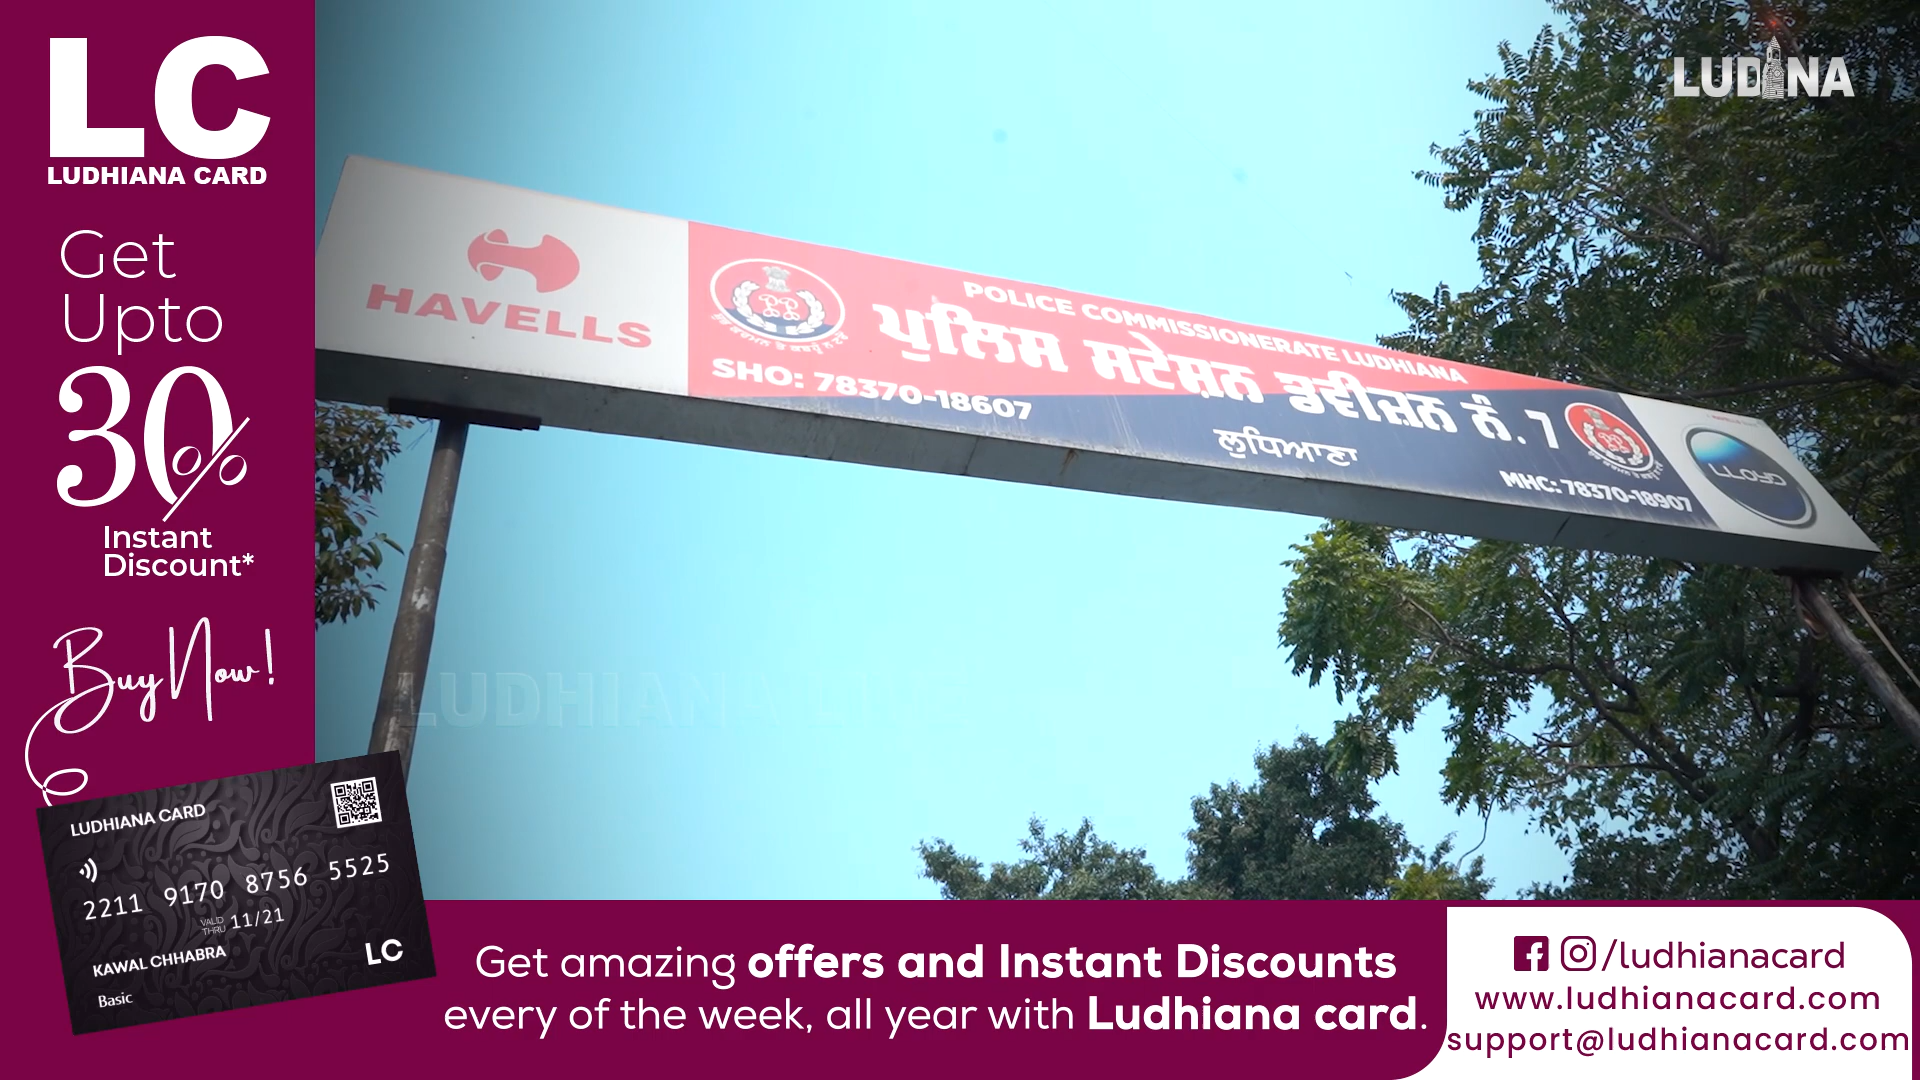 LC
LUDHIANA CARD
Get
Upto
30%
Instant
Discount*
Buy Now!
LUDHIANA CARD
2211 9170 8756 5525
VALID
THRU 11/21
KAWAL CHHABRA
LC
Basic
LUDHIANA
HAVELLS
POLICE COMMISSIONERATE LUDHIANA
ਪੁਲਿਸ ਸਟੇਸ਼ਨ ਡਵੀਜ਼ਨ ਨੰ. 7
SHO: 78370-18607
ਲੁਧਿਆਣਾ
MHC: 78370-18907
LLOYD
LUDHIANA LIVE
Get amazing offers and Instant Discounts
every of the week, all year with Ludhiana card.
/ludhianacard
www.ludhianacard.com
support@ludhianacard.com